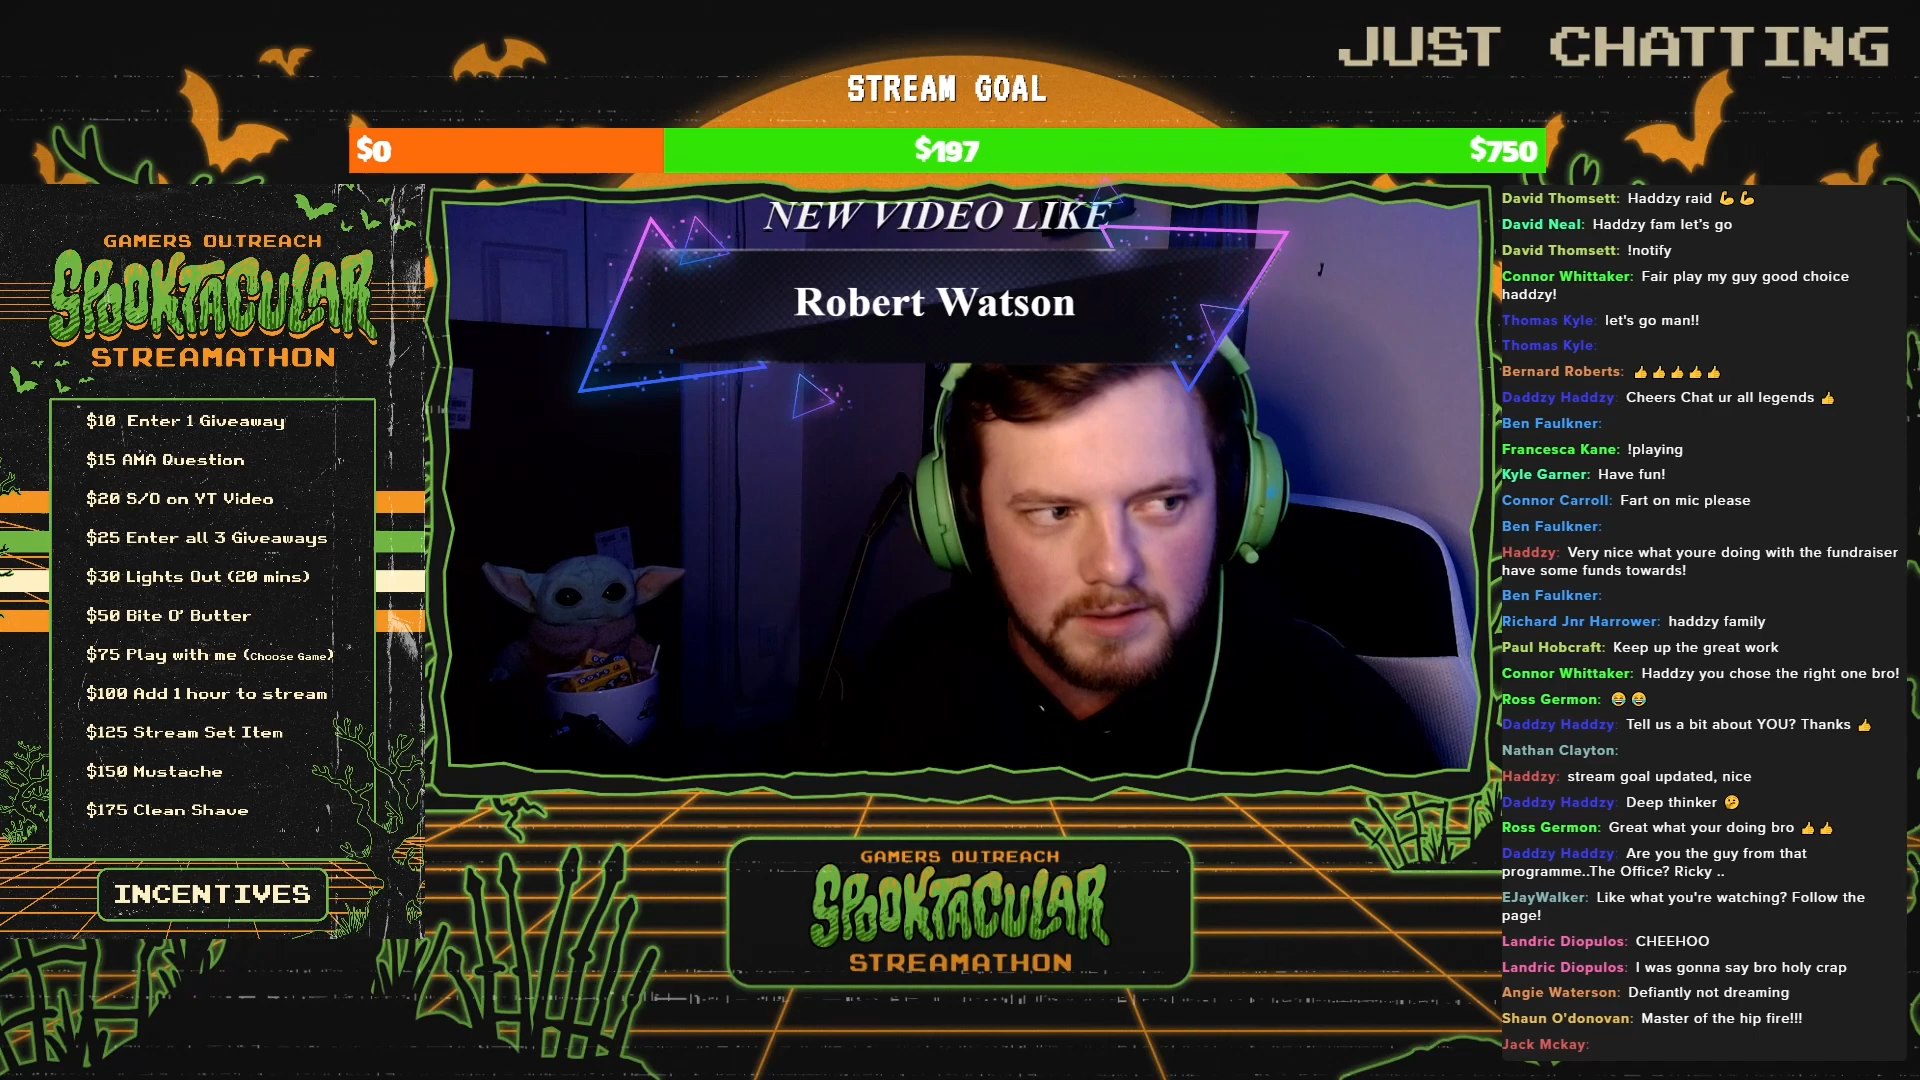 JUST CHATTING
STREAM GOAL
$0
$197
$750
GAMERS OUTREACH
SPOOKTACULAR
STREAMATHON
$10 Enter 1 Giveaway
$15 AMA Question
$20 S/O on YT Video
$25 Enter all 3 Giveaways
$30 Lights Out (20 mins)
$50 Bite O' Butter
$75 Play with me (Choose Game)
$100 Add 1 hour to stream
$125 Stream Set Item
$150 Mustache
$175 Clean Shave
INCENTIVES
NEW VIDEO LIKE
Robert Watson
GAMERS OUTREACH
SPOOKTACULAR
STREAMATHON
David Thomsett: Haddzy raid 💪 💪
David Neal: Haddzy fam let's go
David Thomsett: !notify
Connor Whittaker: Fair play my guy good choice
haddzy!
Thomas Kyle: let's go man!!
Thomas Kyle:
Bernard Roberts: 👍 👍 👍 👍 👍
Daddzy Haddzy: Cheers Chat ur all legends 👍
Ben Faulkner:
Francesca Kane: !playing
Kyle Garner: Have fun!
Connor Carroll: Fart on mic please
Ben Faulkner:
Haddzy: Very nice what youre doing with the fundraiser
have some funds towards!
Ben Faulkner:
Richard Jnr Harrower: haddzy family
Paul Hobcraft: Keep up the great work
Connor Whittaker: Haddzy you chose the right one bro!
Ross Germon: 😂 😂
Daddzy Haddzy: Tell us a bit about YOU? Thanks 👍
Nathan Clayton:
Haddzy: stream goal updated, nice
Daddzy Haddzy: Deep thinker 🤔
Ross Germon: Great what your doing bro 👍 👍
Daddzy Haddzy: Are you the guy from that
programme..The Office? Ricky ..
EJayWalker: Like what you're watching? Follow the
page!
Landric Diopulos: CHEEHOO
Landric Diopulos: I was gonna say bro holy crap
Angie Waterson: Defiantly not dreaming
Shaun O'donovan: Master of the hip fire!!!
Jack Mckay: